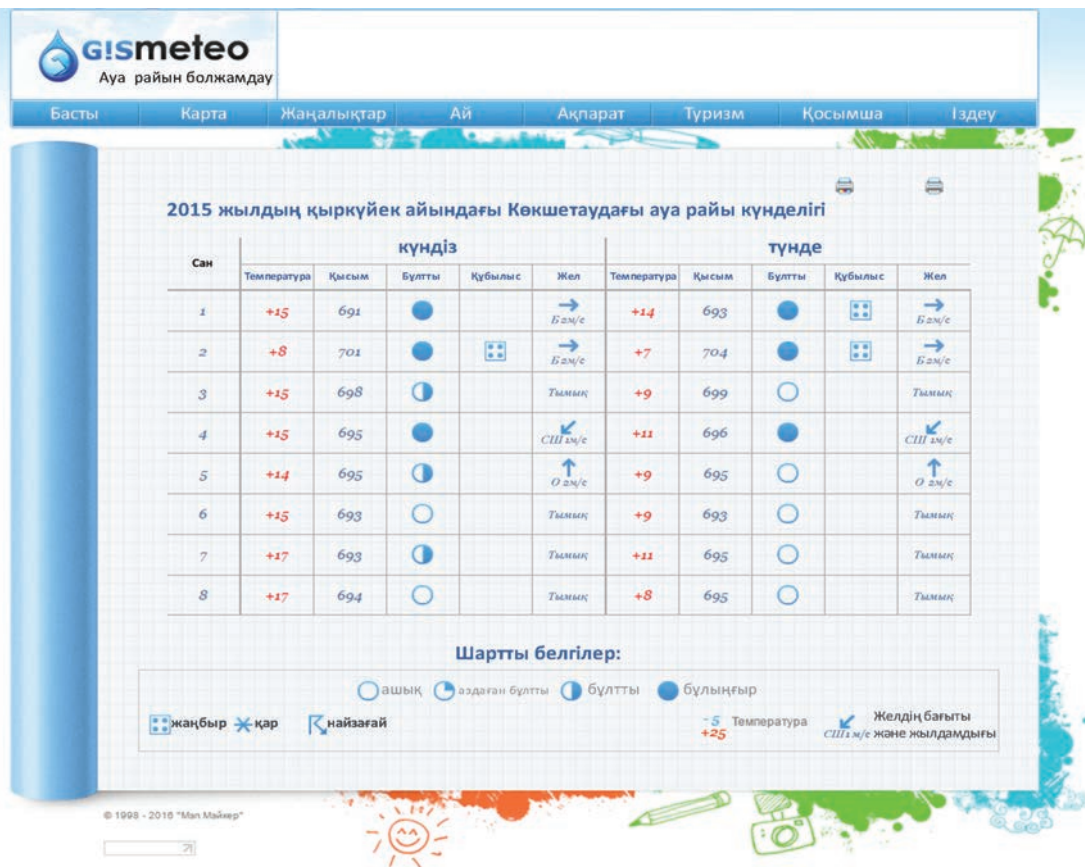 GISmeteo
Ауа райын болжамдау
Басты Карта Жаңалықтар Ай Ақпарат Туризм Қосымша Іздеу
2015 жылдың қыркүйек айындағы Көкшетаудағы ауа райы күнделігі
Сан күндіз түнде
Температура Қысым Бұлтты Құбылыс Жел Температура Қысым Бұлтты Құбылыс Жел
1 +15 691 Б 2м/с +14 693 Б 2м/с
2 +8 701 Б 2м/с +7 704 Б 2м/с
3 +15 698 Тымық +9 699 Тымық
4 +15 695 СШ 1м/с +11 696 СШ 1м/с
5 +14 695 О 2м/с +9 695 О 2м/с
6 +15 693 Тымық +9 693 Тымық
7 +17 693 Тымық +11 695 Тымық
8 +17 694 Тымық +8 695 Тымық
Шартты белгілер:
ашық аздаған бұлтты бұлтты бұлыңғыр
жаңбыр қар найзағай -5 +25 Температура СШ1м/с Желдің бағыты және жылдамдығы
© 1998 - 2016 "Мап Мейкер"